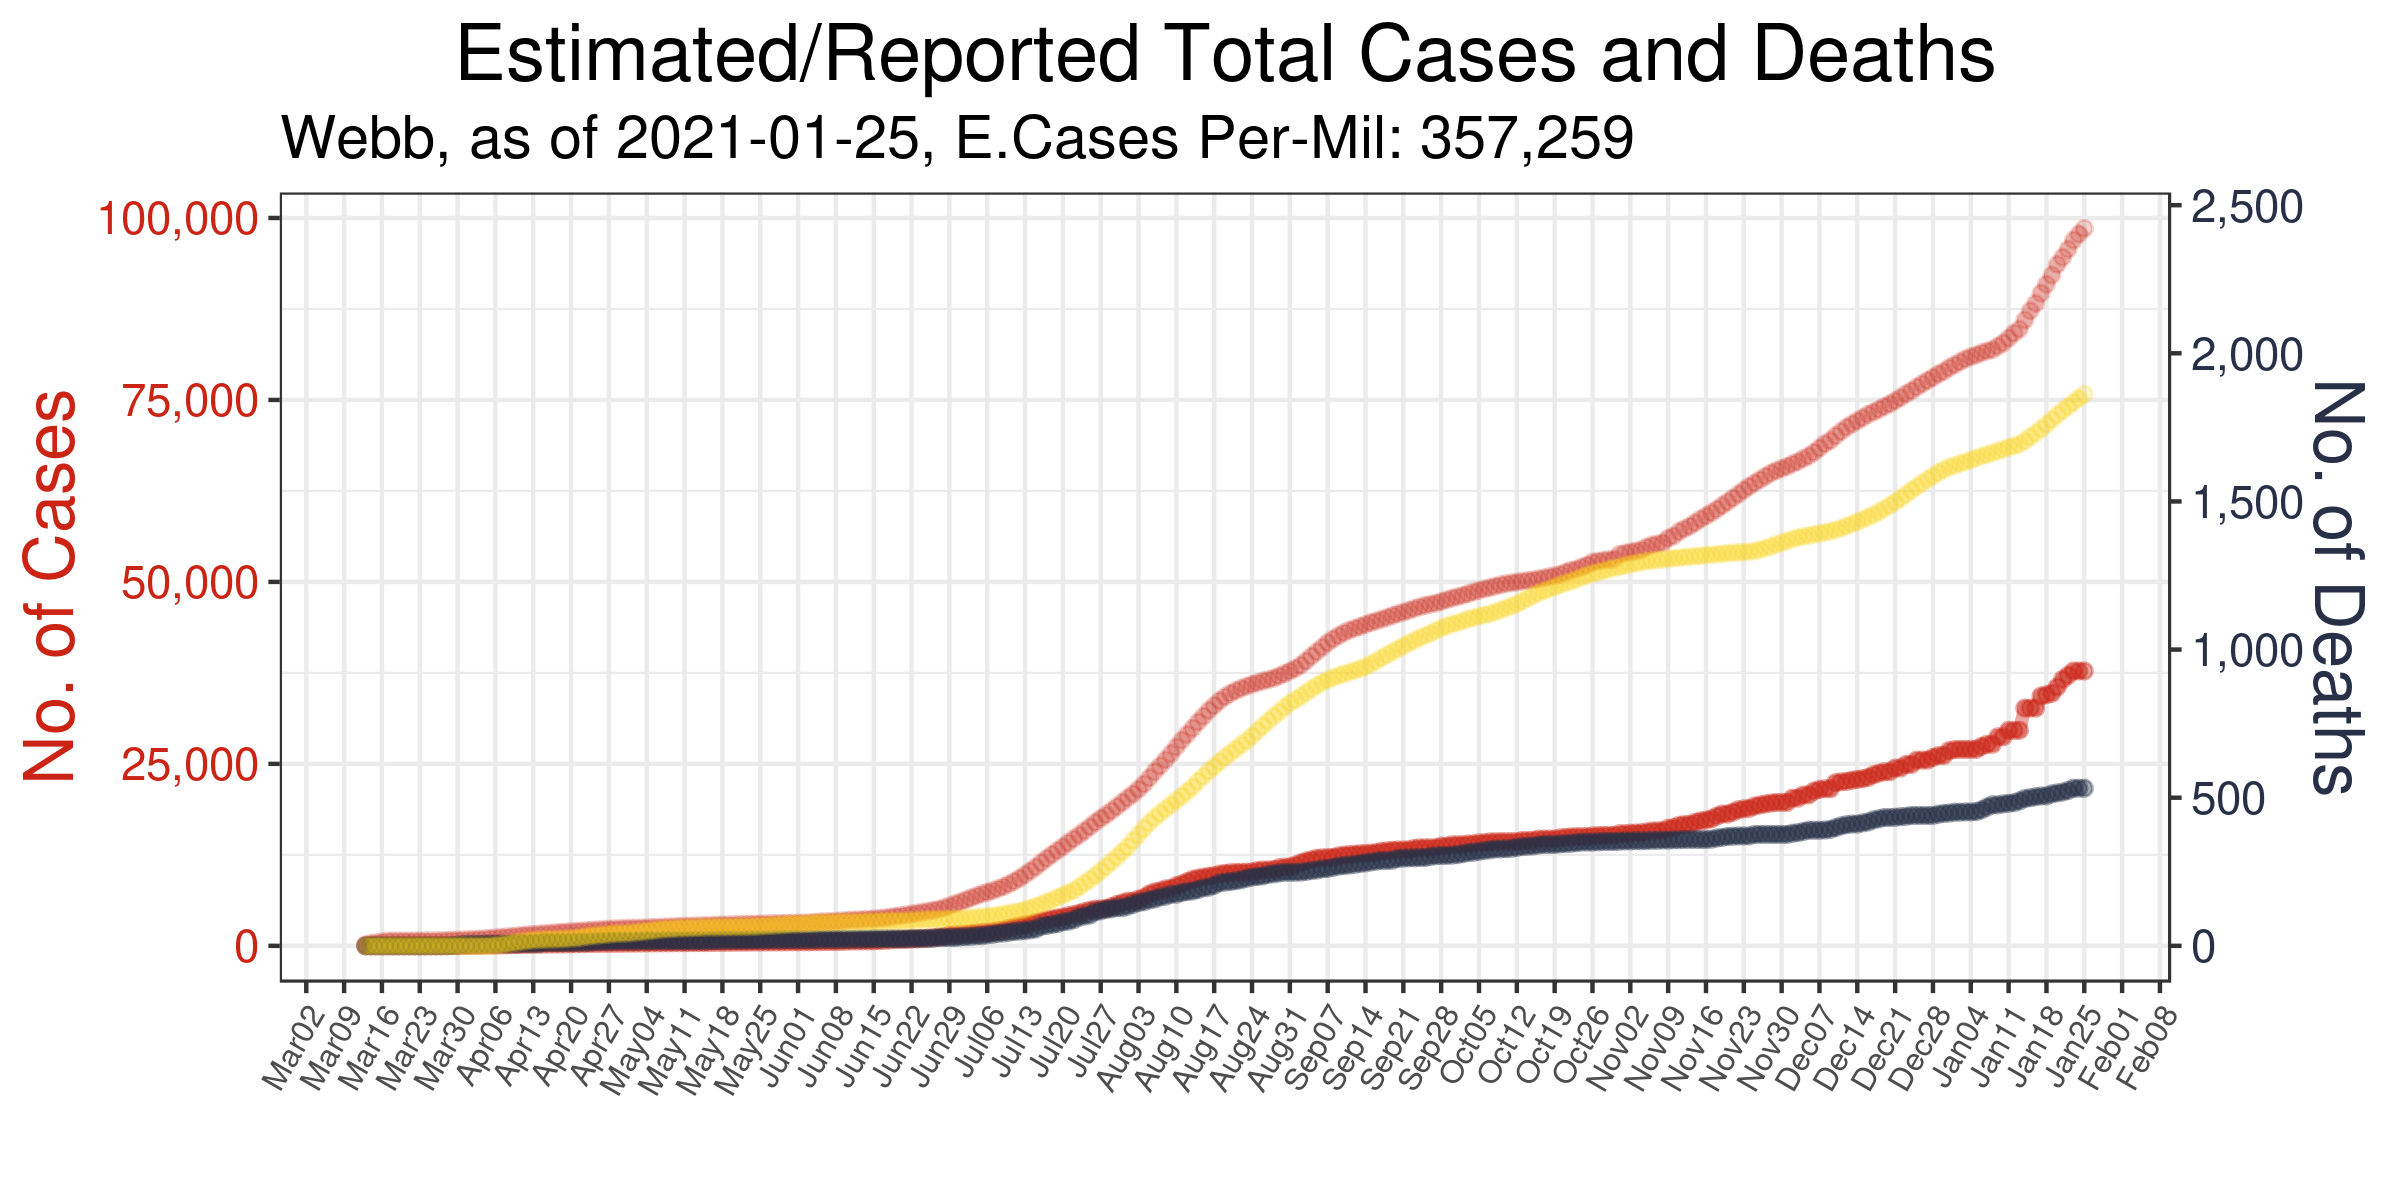 Estimated/Reported Total Cases and Deaths
Webb, as of 2021-01-25, E.Cases Per-Mil: 357,259
No. of Cases
100,000
75,000
50,000
25,000
0
2,500
2,000
1,500
1,000
500
0
No. of Deaths
Mar02
Mar09
Mar16
Mar23
Mar30
Apr06
Apr13
Apr20
Apr27
May04
May11
May18
May25
Jun01
Jun08
Jun15
Jun22
Jun29
Jul06
Jul13
Jul20
Jul27
Aug03
Aug10
Aug17
Aug24
Aug31
Sep07
Sep14
Sep21
Sep28
Oct05
Oct12
Oct19
Oct26
Nov02
Nov09
Nov16
Nov23
Nov30
Dec07
Dec14
Dec21
Dec28
Jan04
Jan11
Jan18
Jan25
Feb01
Feb08